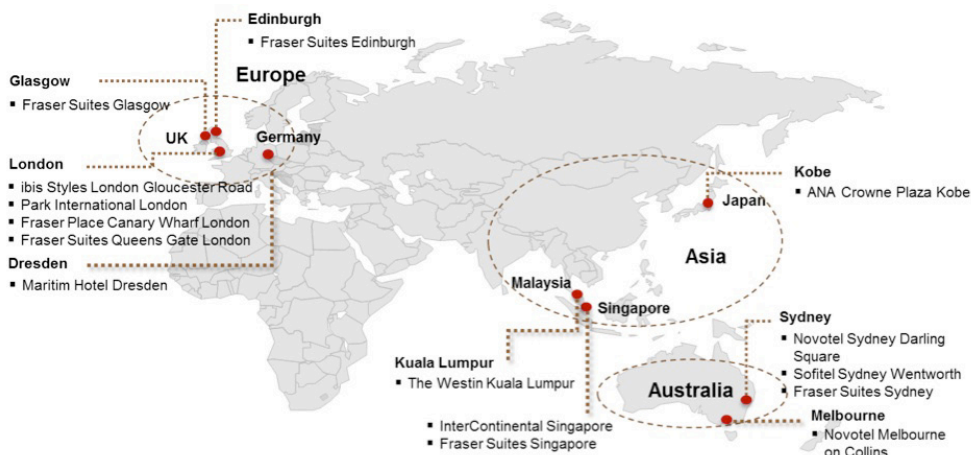 Edinburgh
▪ Fraser Suites Edinburgh
Europe
Glasgow
▪ Fraser Suites Glasgow
UK
Germany
London
▪ ibis Styles London Gloucester Road
▪ Park International London
▪ Fraser Place Canary Wharf London
▪ Fraser Suites Queens Gate London
Dresden
▪ Maritim Hotel Dresden
Kobe
▪ ANA Crowne Plaza Kobe
Japan
Asia
Malaysia
Singapore
Kuala Lumpur
▪ The Westin Kuala Lumpur
▪ InterContinental Singapore
▪ Fraser Suites Singapore
Sydney
▪ Novotel Sydney Darling
Square
▪ Sofitel Sydney Wentworth
▪ Fraser Suites Sydney
Australia
Melbourne
▪ Novotel Melbourne
on Collins